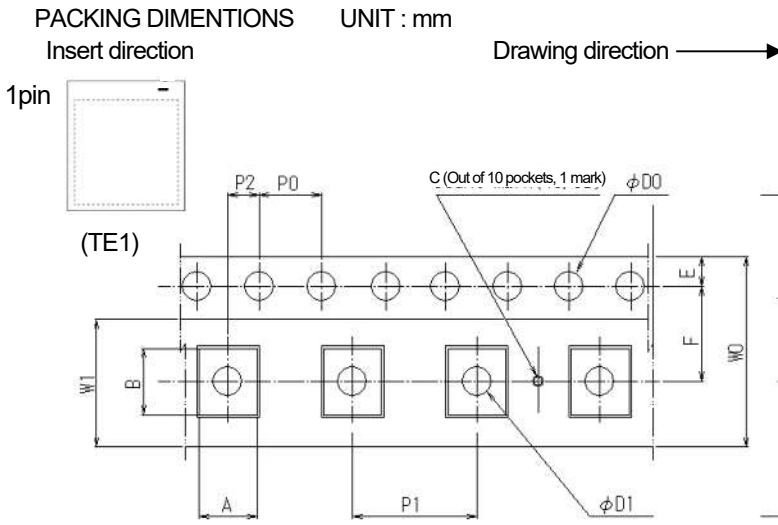 PACKING DIMENTIONS UNIT : mm
Insert direction
Drawing direction
1pin
(TE1)
P2
P0
C (Out of 10 pockets, 1 mark)
φD0
E
F
W0
W1
B
A
P1
φD1